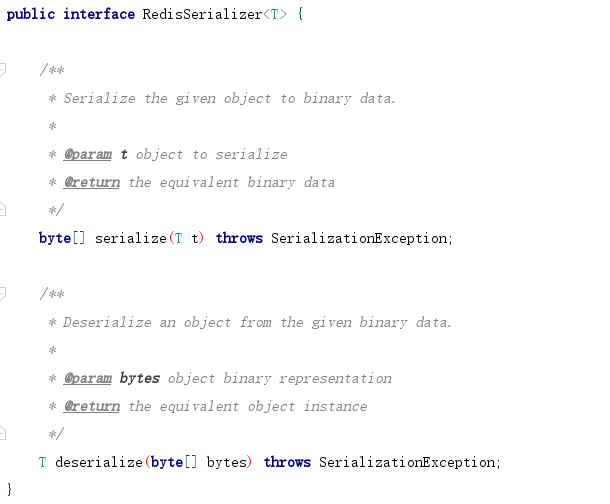 public interface RedisSerializer<T> {
/**
* Serialize the given object to binary data.
*
* @param t object to serialize
* @return the equivalent binary data
*/
byte[] serialize(T t) throws SerializationException;
/**
* Deserialize an object from the given binary data.
*
* @param bytes object binary representation
* @return the equivalent object instance
*/
T deserialize(byte[] bytes) throws SerializationException;
}